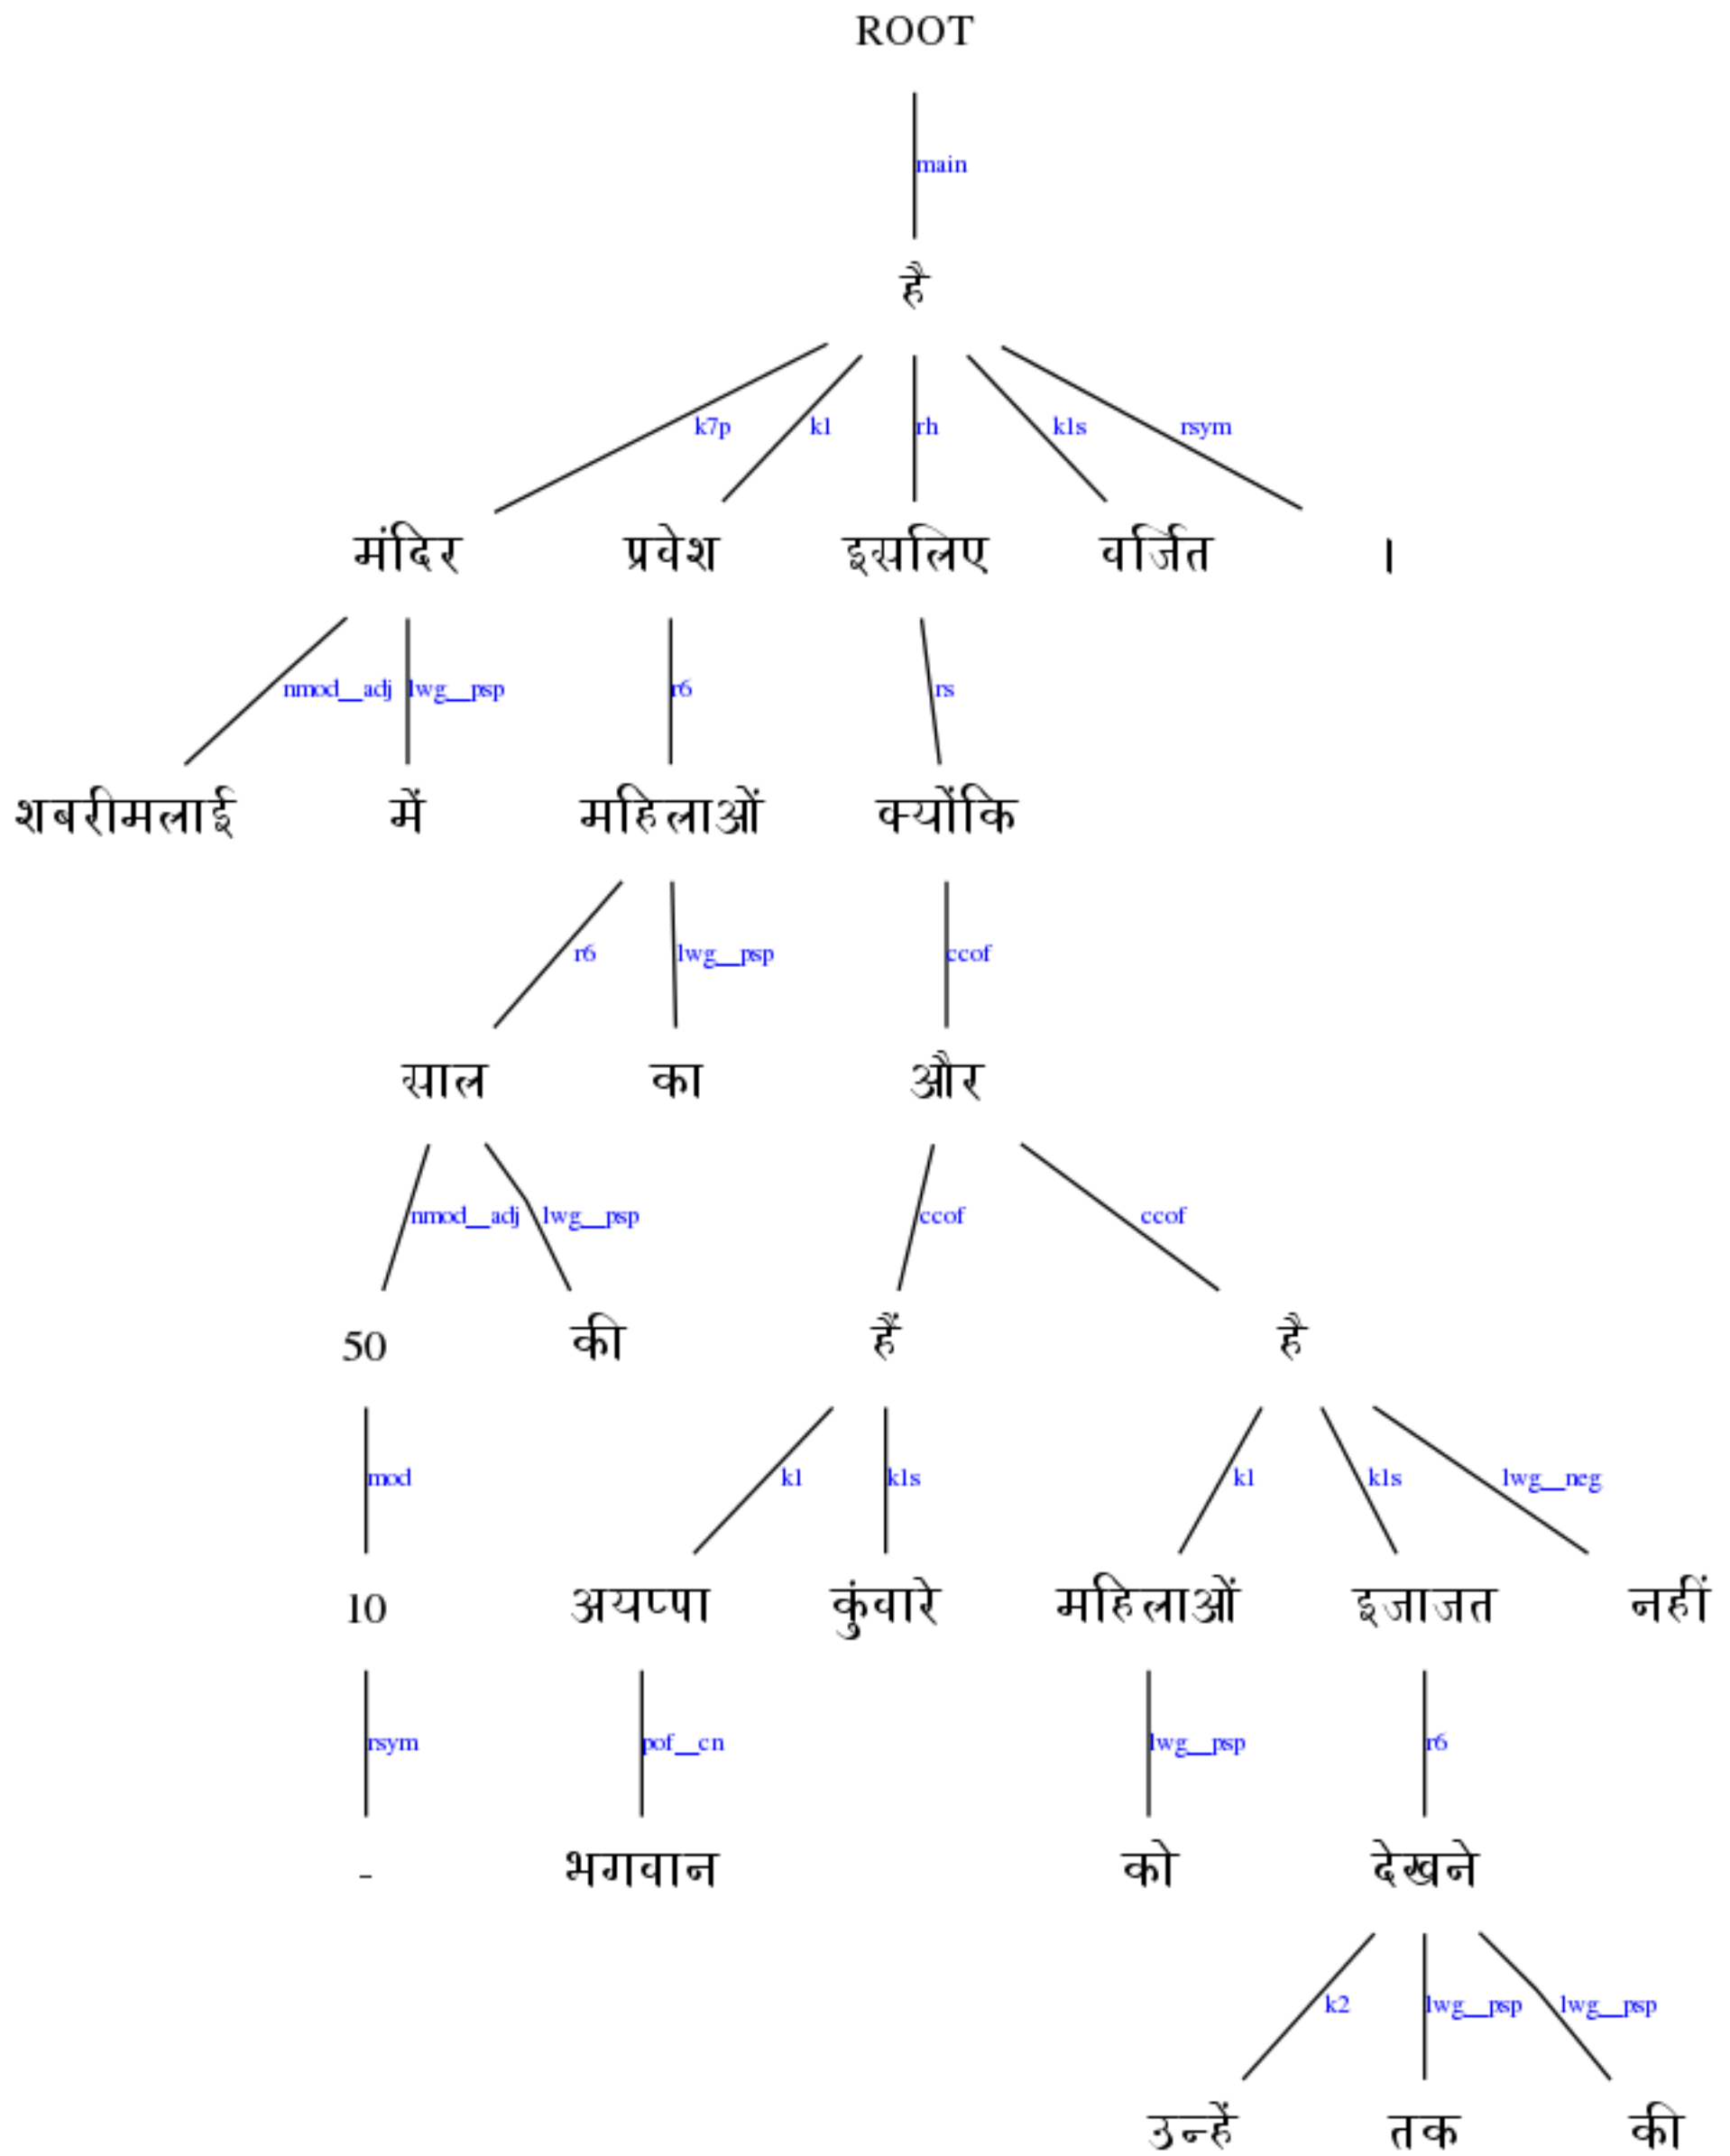 ROOT
main
है
k7p k1 rh k1s rsym
मंदिर प्रवेश इसलिए वर्जित ।
nmod__adj lwg__psp r6 rs
शबरीमलाई में महिलाओं क्योंकि
r6 lwg__psp ccof
साल का और
nmod__adj lwg__psp ccof ccof
50 की हैं है
mod k1 k1s k1 k1s lwg__neg
10 अयप्पा कुंवारे महिलाओं इजाजत नहीं
rsym pof__cn lwg__psp r6
- भगवान को देखने
k2 lwg__psp lwg__psp
उन्हें तक की